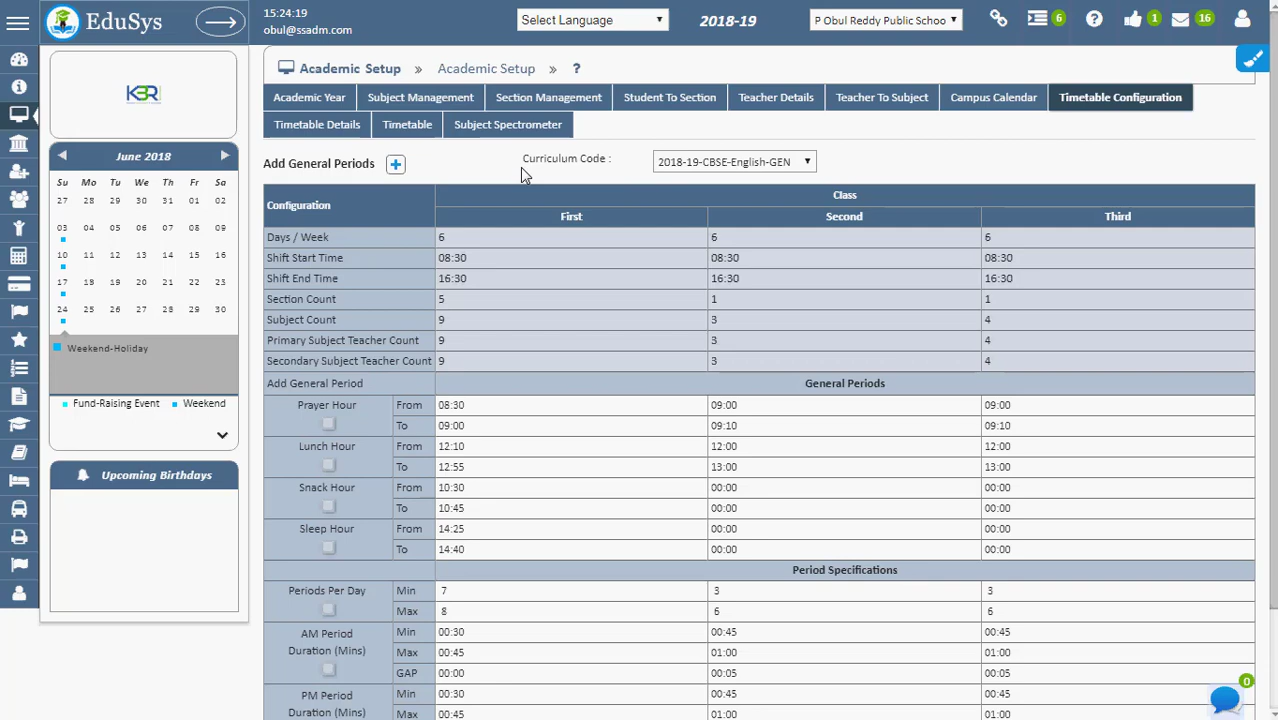 EduSys
15:24:19
obul@ssadm.com
Select Language
2018-19
P Obul Reddy Public Schoo
6
1
16
KBR
June 2018
Su Mo Tu We Th Fr Sa
27 28 29 30 31 01 02
03 04 05 06 07 08 09
10 11 12 13 14 15 16
17 18 19 20 21 22 23
24 25 26 27 28 29 30
Weekend-Holiday
Fund-Raising Event Weekend
Upcoming Birthdays
Academic Setup » Academic Setup » ?
Academic Year Subject Management Section Management Student To Section Teacher Details Teacher To Subject Campus Calendar Timetable Configuration
Timetable Details Timetable Subject Spectrometer
Add General Periods
Curriculum Code : 2018-19-CBSE-English-GEN
Configuration Class
First Second Third
Days / Week 6 6 6
Shift Start Time 08:30 08:30 08:30
Shift End Time 16:30 16:30 16:30
Section Count 5 1 1
Subject Count 9 3 4
Primary Subject Teacher Count 9 3 4
Secondary Subject Teacher Count 9 3 4
Add General Period General Periods
Prayer Hour From 08:30 09:00 09:00
To 09:00 09:10 09:10
Lunch Hour From 12:10 12:00 12:00
To 12:55 13:00 13:00
Snack Hour From 10:30 00:00 00:00
To 10:45 00:00 00:00
Sleep Hour From 14:25 00:00 00:00
To 14:40 00:00 00:00
Period Specifications
Periods Per Day Min 7 3 3
Max 8 6 6
AM Period Duration (Mins) Min 00:30 00:45 00:45
Max 00:45 01:00 01:00
GAP 00:00 00:05 00:05
PM Period Duration (Mins) Min 00:30 00:45 00:45
Max 00:45 01:00 01:00
0